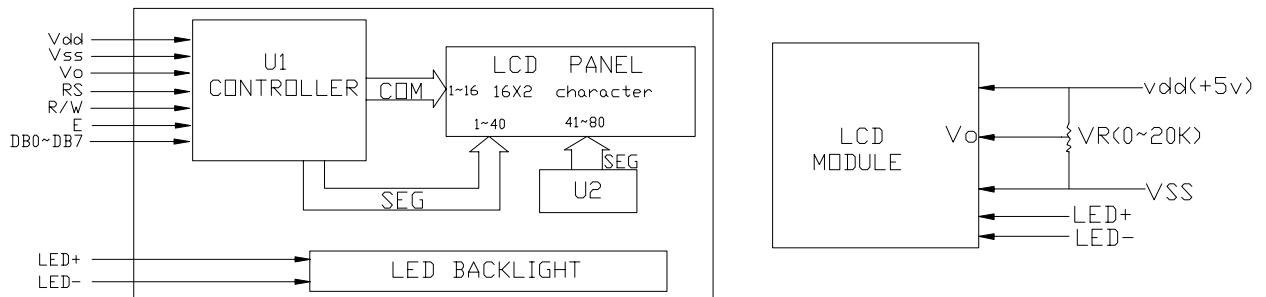 Vdd
Vss
Vo
RS
R/W
E
DB0~DB7
U1
CONTROLLER
COM
LCD PANEL
1~16 16X2 character
1~40 41~80
SEG
SEG
U2
LED+
LED-
LED BACKLIGHT
LCD
MODULE
Vo
vdd(+5v)
VR(0~20K)
VSS
LED+
LED-